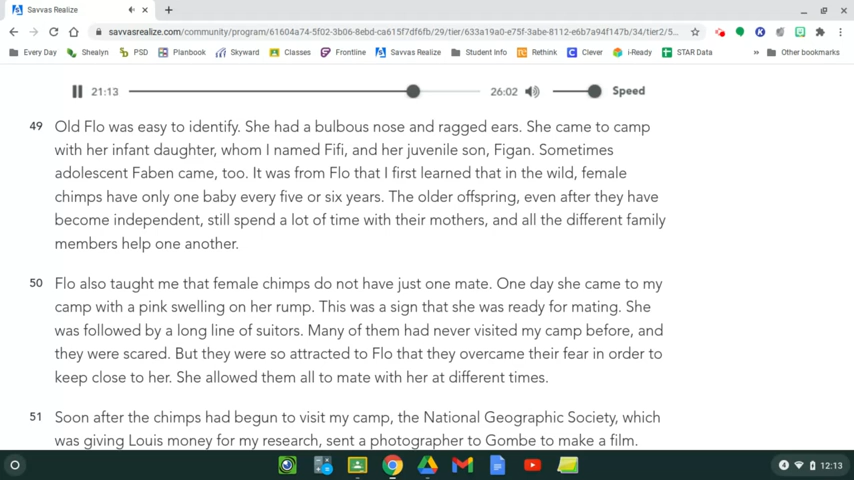 Savvas Realize
savvasrealize.com/community/program/61604a74-5f02-3b06-8ebd-ca615f7df6fb/29/tier/633a19a0-e75f-3abe-8112-e6b7a94f147b/34/tier2/5...
Every Day Shealyn PSD Planbook Skyward Classes Frontline Savvas Realize Student info Rethink Clever i-Ready STAR Data » Other bookmarks
21:13 26:02 Speed
49 Old Flo was easy to identify. She had a bulbous nose and ragged ears. She came to camp
with her infant daughter, whom I named Fifi, and her juvenile son, Figan. Sometimes
adolescent Faben came, too. It was from Flo that I first learned that in the wild, female
chimps have only one baby every five or six years. The older offspring, even after they have
become independent, still spend a lot of time with their mothers, and all the different family
members help one another.
50 Flo also taught me that female chimps do not have just one mate. One day she came to my
camp with a pink swelling on her rump. This was a sign that she was ready for mating. She
was followed by a long line of suitors. Many of them had never visited my camp before, and
they were scared. But they were so attracted to Flo that they overcame their fear in order to
keep close to her. She allowed them all to mate with her at different times.
51 Soon after the chimps had begun to visit my camp, the National Geographic Society, which
was giving Louis money for my research, sent a photographer to Gombe to make a film.
12:13